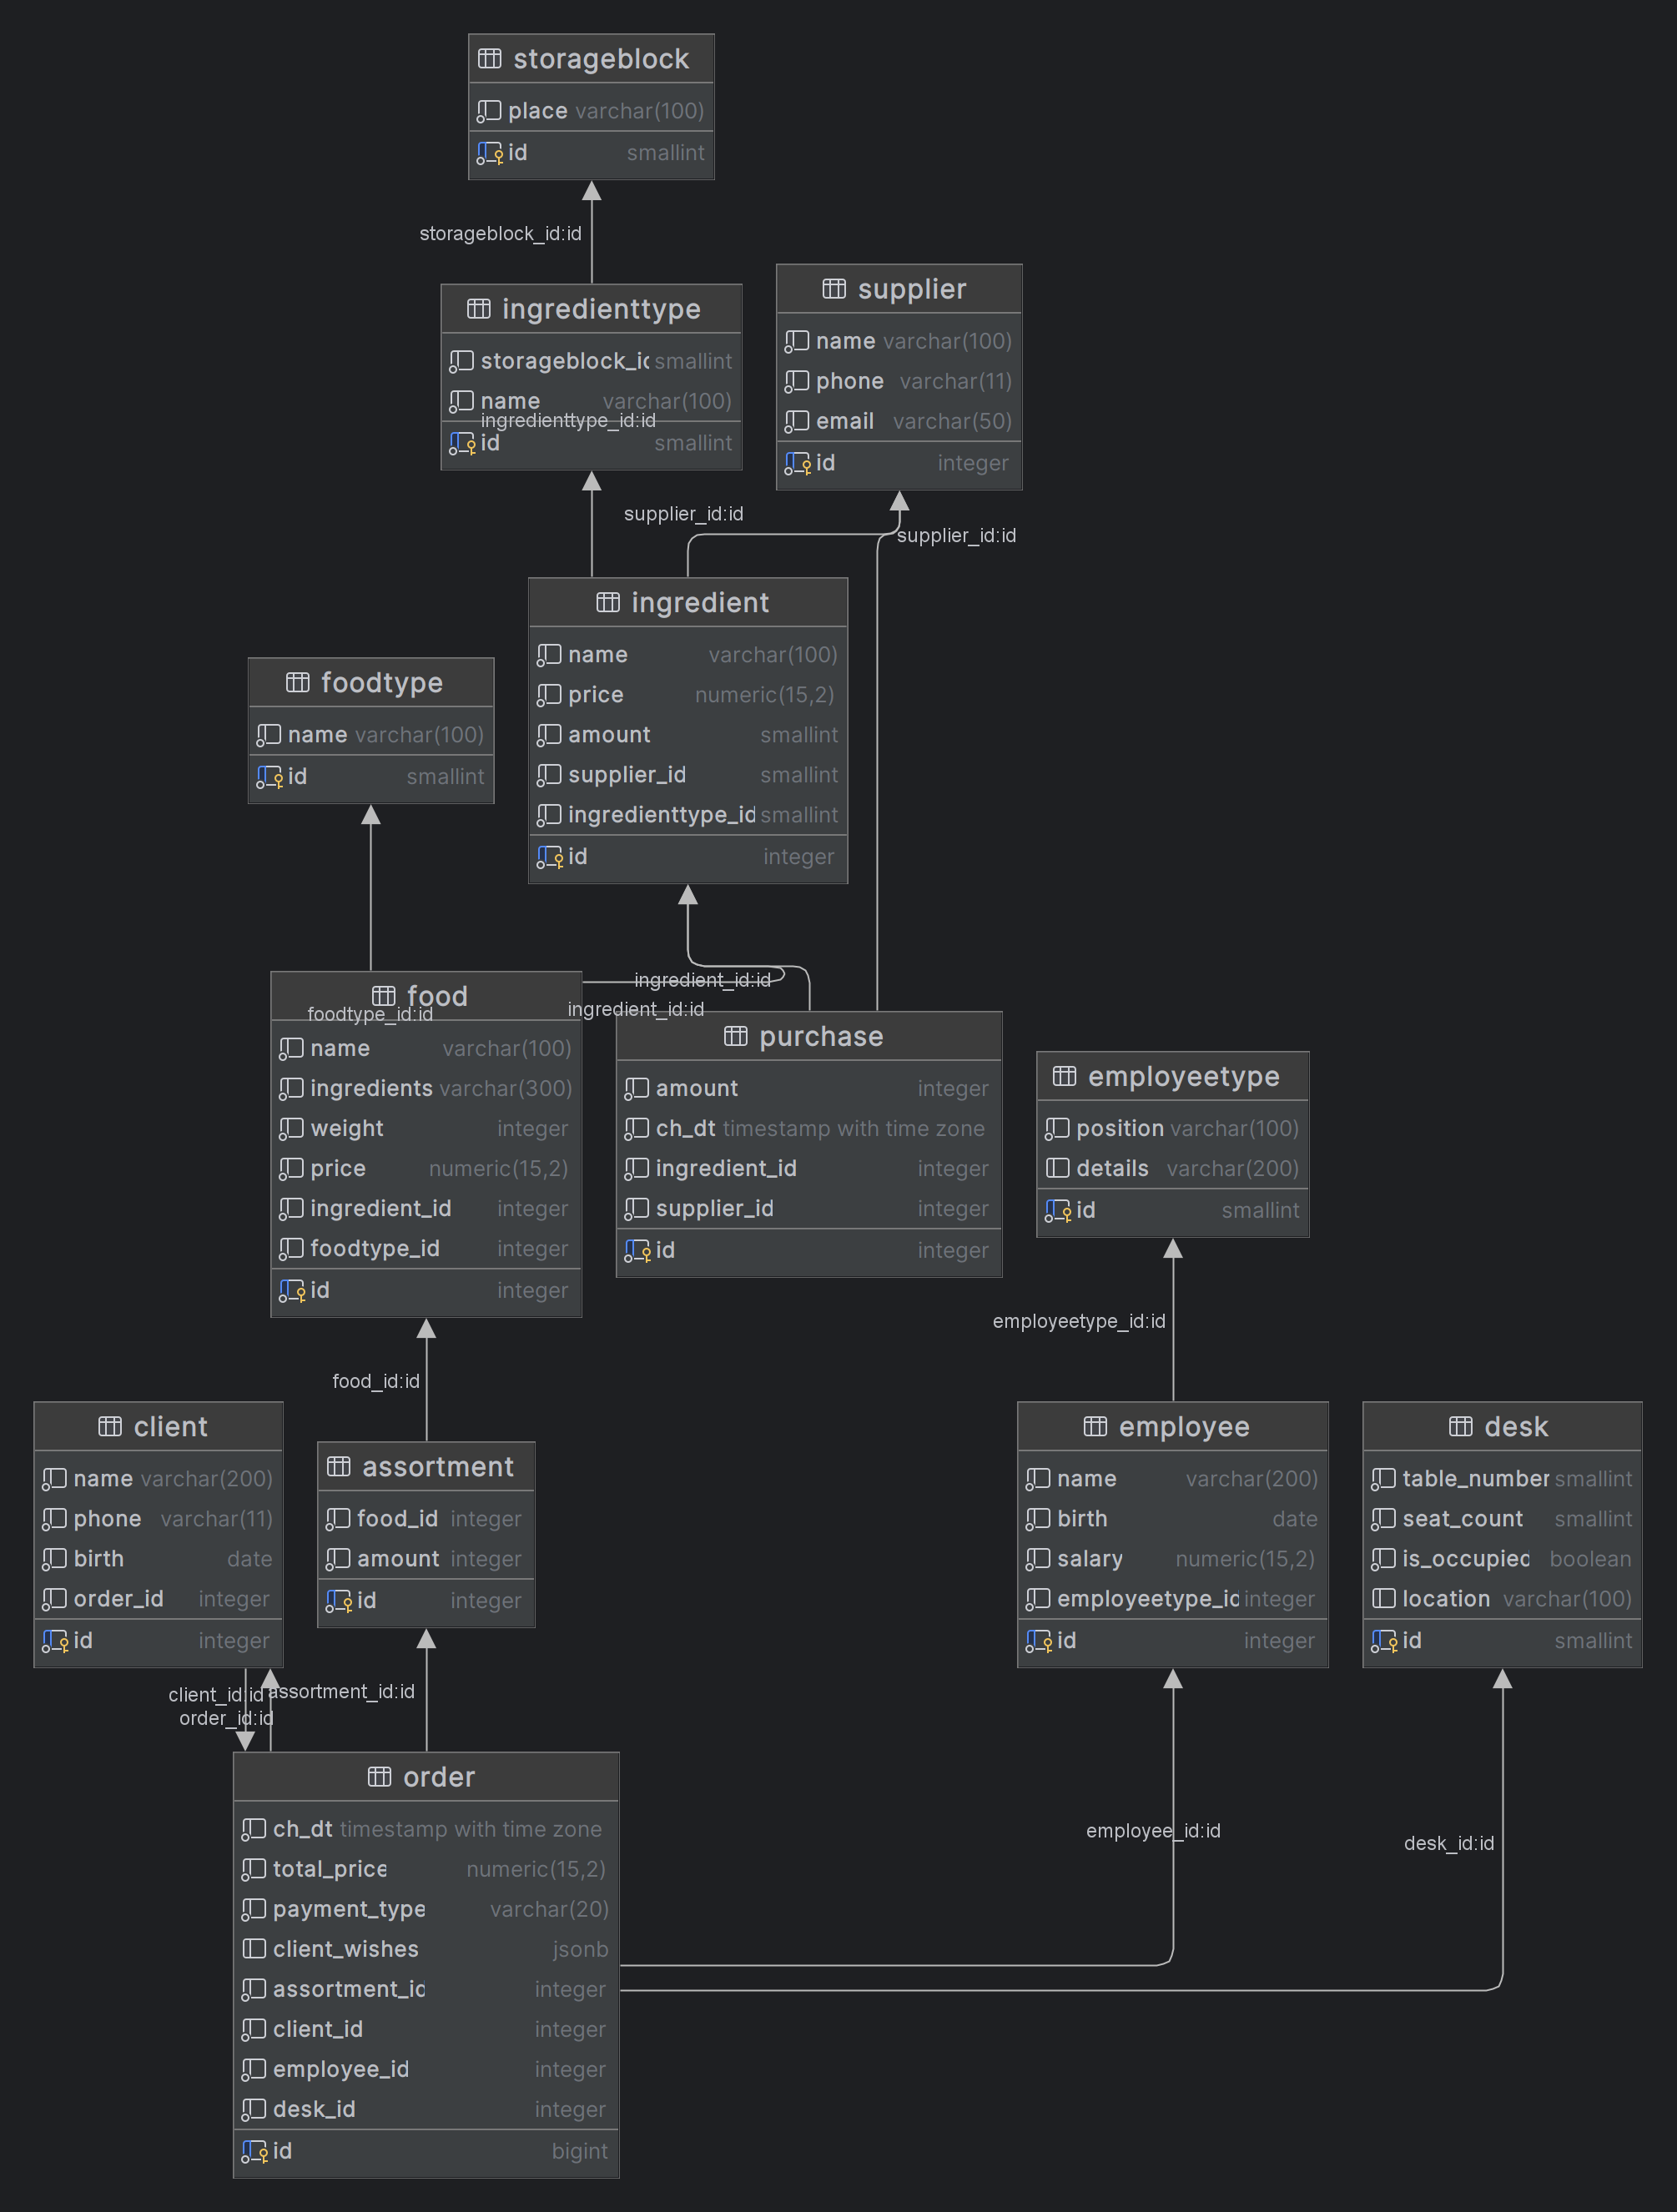 storageblock
place varchar(100)
id smallint
storageblock_id:id
ingredienttype
storageblock_id smallint
name varchar(100)
ingredienttype_id:id
id smallint
supplier
name varchar(100)
phone varchar(11)
email varchar(50)
id integer
supplier_id:id
supplier_id:id
ingredient
name varchar(100)
price numeric(15,2)
amount smallint
supplier_id smallint
ingredienttype_id smallint
id integer
foodtype
name varchar(100)
id smallint
ingredient_id:id
ingredient_id:id
food
foodtype_id:id
name varchar(100)
ingredients varchar(300)
weight integer
price numeric(15,2)
ingredient_id integer
foodtype_id integer
id integer
purchase
amount integer
ch_dt timestamp with time zone
ingredient_id integer
supplier_id integer
id integer
employeetype
position varchar(100)
details varchar(200)
id smallint
employeetype_id:id
food_id:id
client
name varchar(200)
phone varchar(11)
birth date
order_id integer
id integer
assortment
food_id integer
amount integer
id integer
employee
name varchar(200)
birth date
salary numeric(15,2)
employeetype_id integer
id integer
desk
table_number smallint
seat_count smallint
is_occupied boolean
location varchar(100)
id smallint
client_id:id
assortment_id:id
order_id:id
order
ch_dt timestamp with time zone
total_price numeric(15,2)
payment_type varchar(20)
client_wishes jsonb
assortment_id integer
client_id integer
employee_id integer
desk_id integer
id bigint
employee_id:id
desk_id:id